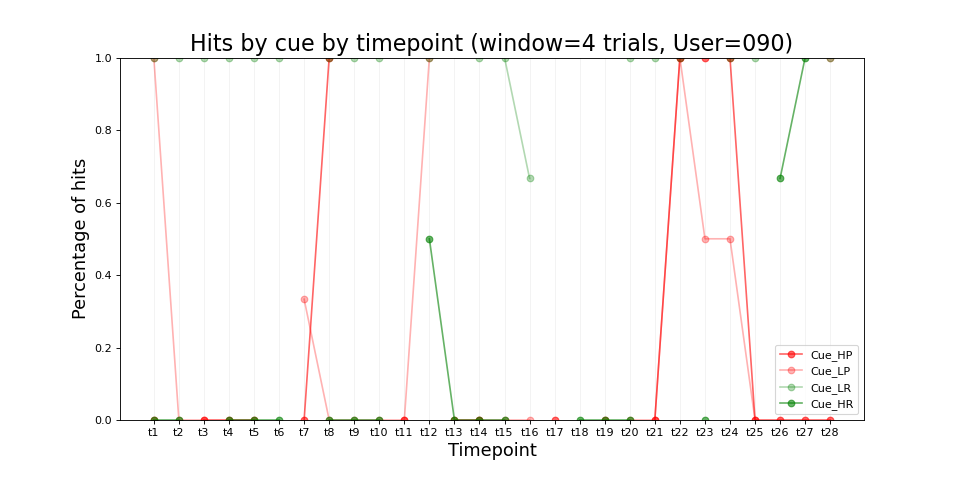 Hits by cue by timepoint (window=4 trials, User=090)
1.0
0.8
0.6
0.4
0.2
0.0
Percentage of hits
Cue_HP
Cue_LP
Cue_LR
Cue_HR
t1 t2 t3 t4 t5 t6 t7 t8 t9 t10 t11 t12 t13 t14 t15 t16 t17 t18 t19 t20 t21 t22 t23 t24 t25 t26 t27 t28
Timepoint